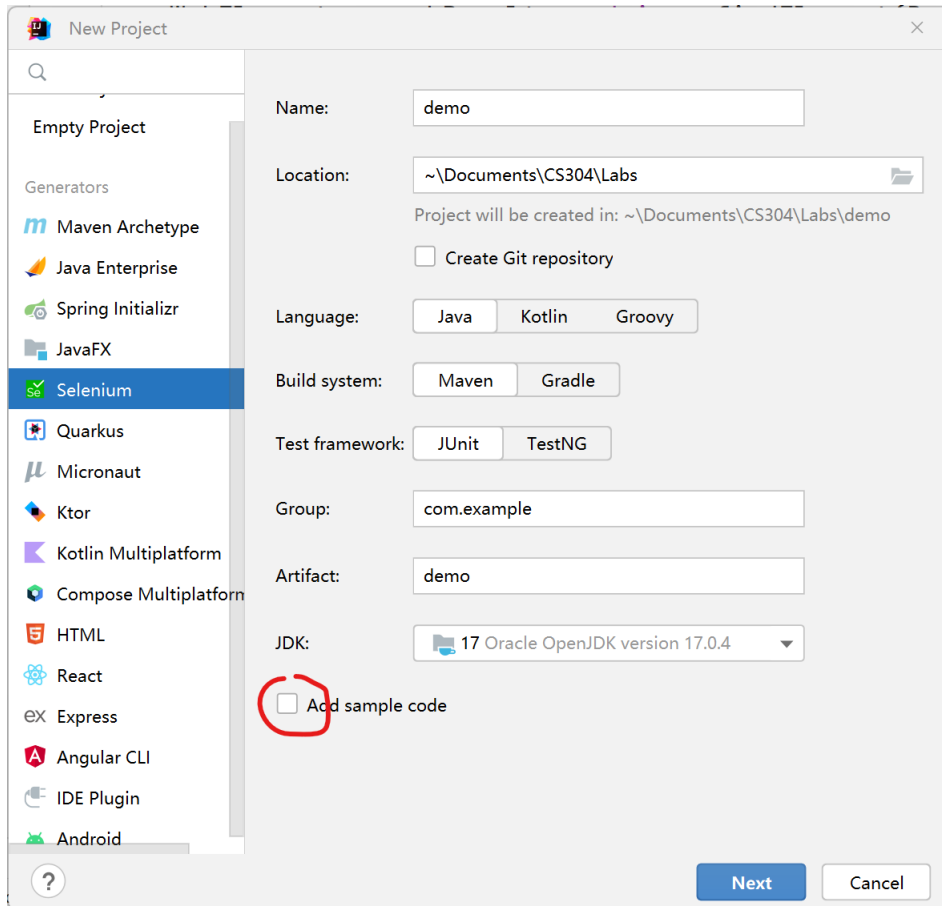 New Project
Empty Project
Generators
Maven Archetype
Java Enterprise
Spring Initializr
JavaFX
Selenium
Quarkus
Micronaut
Ktor
Kotlin Multiplatform
Compose Multiplatform
HTML
React
ex Express
Angular CLI
IDE Plugin
Android
Name: demo
Location: ~\Documents\CS304\Labs
Project will be created in: ~\Documents\CS304\Labs\demo
Create Git repository
Language: Java Kotlin Groovy
Build system: Maven Gradle
Test framework: JUnit TestNG
Group: com.example
Artifact: demo
JDK: 17 Oracle OpenJDK version 17.0.4
Add sample code
? Next Cancel